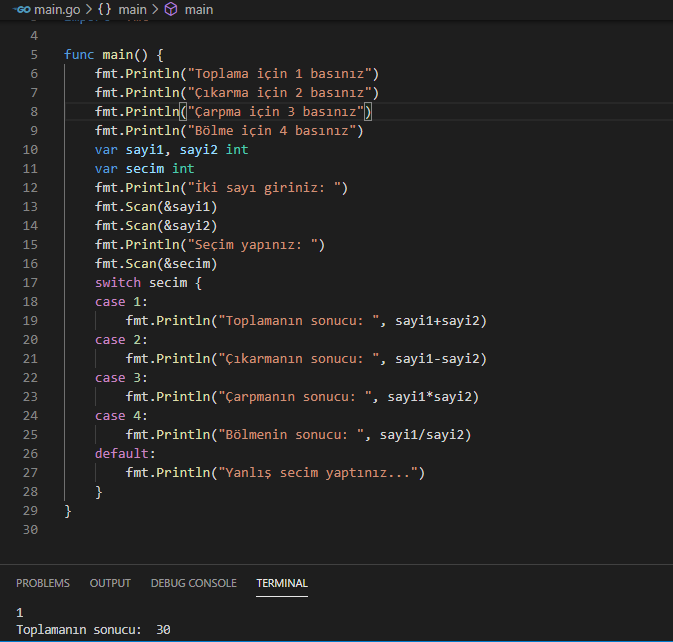 main.go > {} main > main
4
5 func main() {
6 fmt.Println("Toplama için 1 basınız")
7 fmt.Println("Çıkarma için 2 basınız")
8 fmt.Println("Çarpma için 3 basınız")
9 fmt.Println("Bölme için 4 basınız")
10 var sayi1, sayi2 int
11 var secim int
12 fmt.Println("İki sayı giriniz: ")
13 fmt.Scan(&sayi1)
14 fmt.Scan(&sayi2)
15 fmt.Println("Seçim yapınız: ")
16 fmt.Scan(&secim)
17 switch secim {
18 case 1:
19 fmt.Println("Toplamanın sonucu: ", sayi1+sayi2)
20 case 2:
21 fmt.Println("Çıkarmanın sonucu: ", sayi1-sayi2)
22 case 3:
23 fmt.Println("Çarpmanın sonucu: ", sayi1*sayi2)
24 case 4:
25 fmt.Println("Bölmenin sonucu: ", sayi1/sayi2)
26 default:
27 fmt.Println("Yanlış secim yaptınız...")
28 }
29 }
30
PROBLEMS OUTPUT DEBUG CONSOLE TERMINAL
1
Toplamanın sonucu:  30